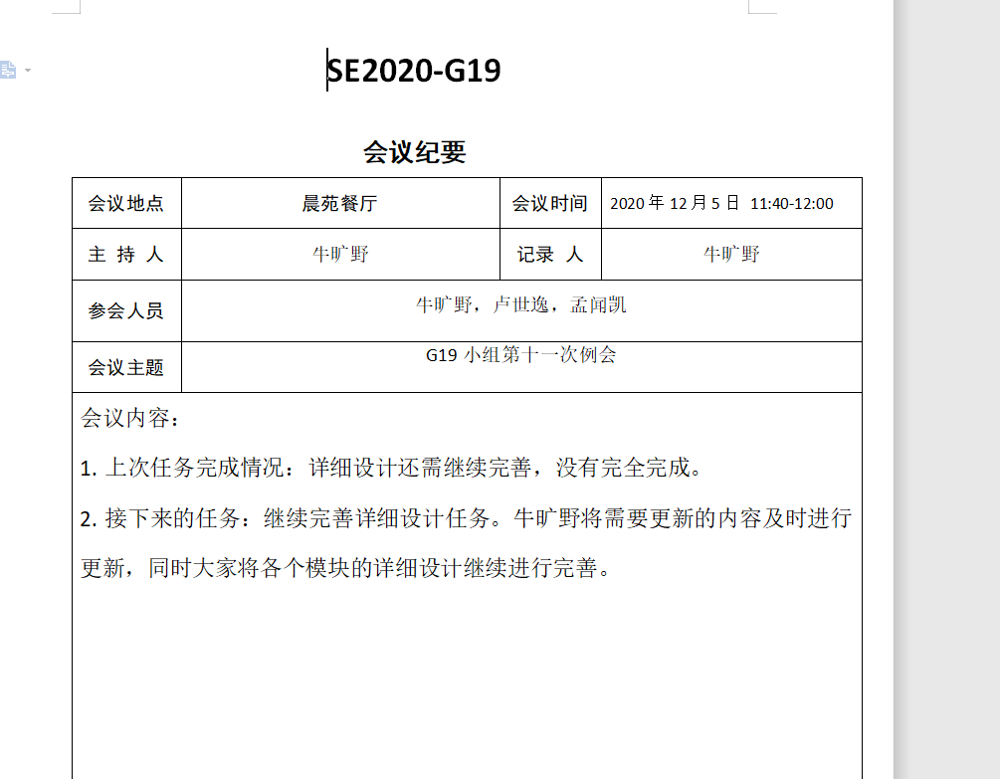 SE2020-G19
会议纪要
会议地点 晨苑餐厅 会议时间 2020 年 12 月 5 日 11:40-12:00
主 持 人 牛旷野 记录 人 牛旷野
参会人员 牛旷野，卢世逸，孟闻凯
会议主题 G19 小组第十一次例会
会议内容：
1. 上次任务完成情况：详细设计还需继续完善，没有完全完成。
2. 接下来的任务：继续完善详细设计任务。牛旷野将需要更新的内容及时进行
更新，同时大家将各个模块的详细设计继续进行完善。